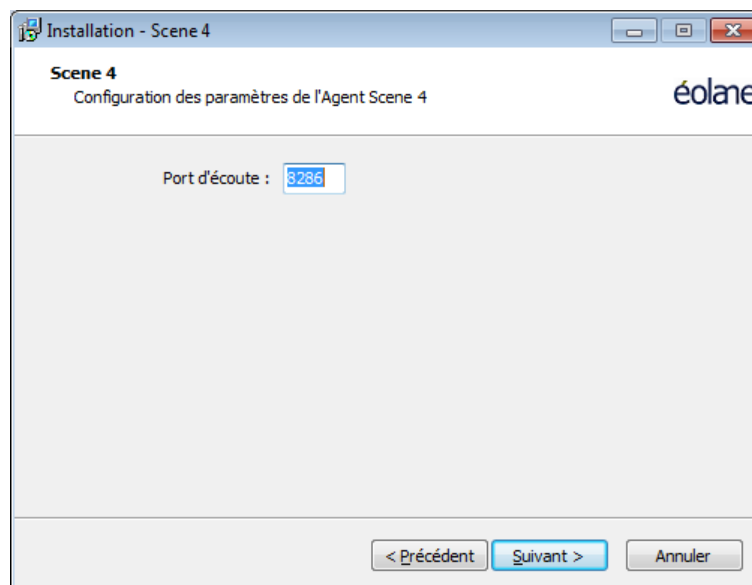 Installation - Scene 4
Scene 4
Configuration des paramètres de l'Agent Scene 4
éolane
Port d'écoute : 8286
< Précédent Suivant > Annuler